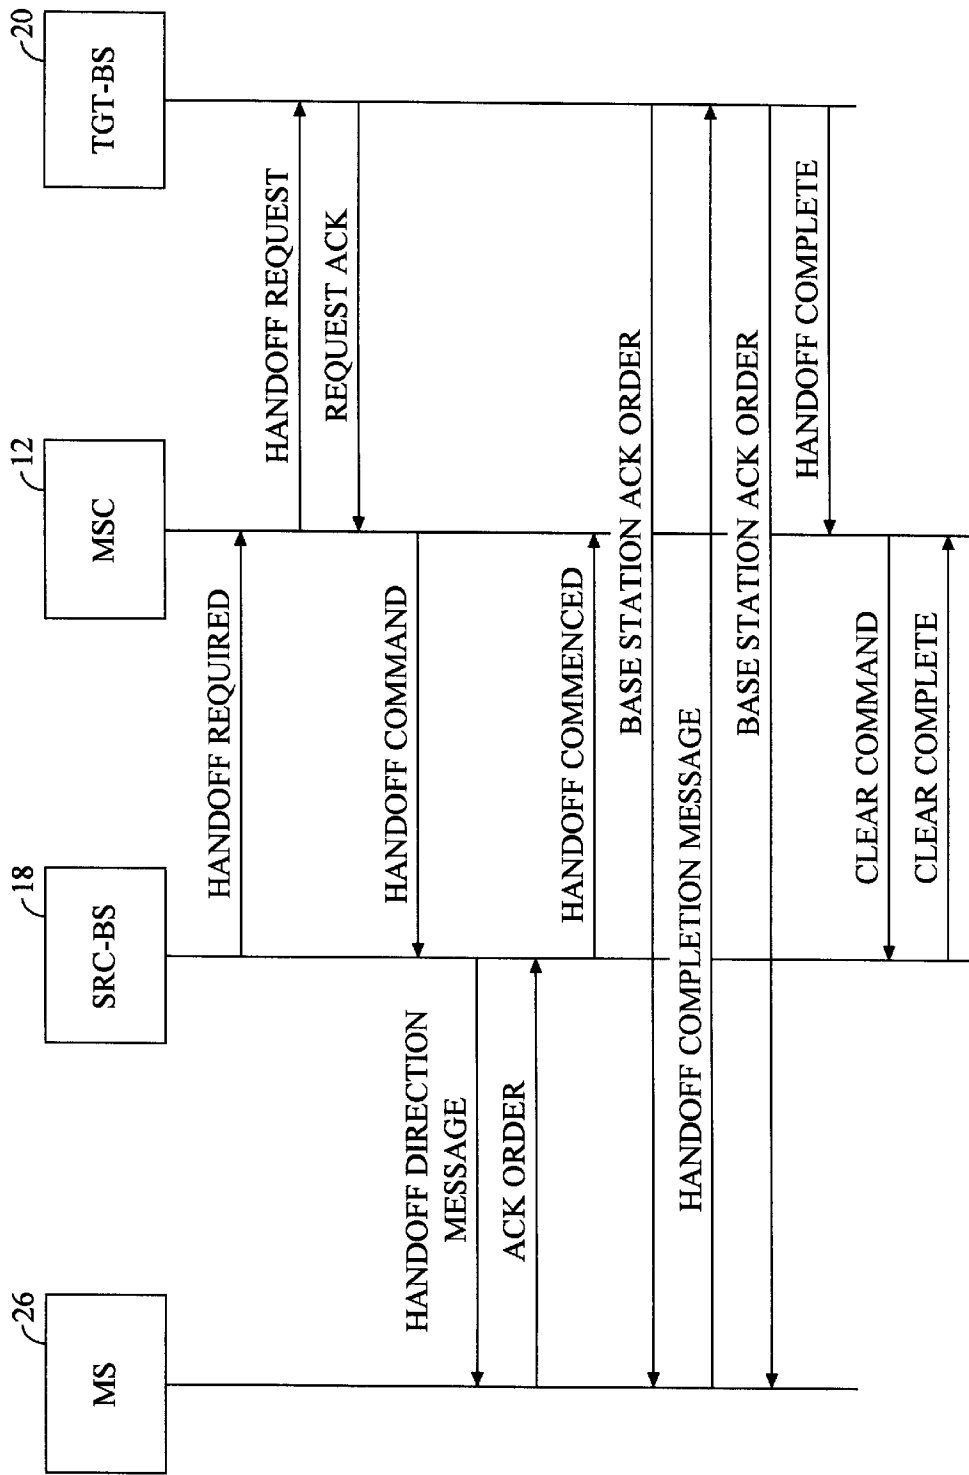 26
MS
18
SRC-BS
12
MSC
20
TGT-BS
HANDOFF REQUIRED
HANDOFF REQUEST
REQUEST ACK
HANDOFF COMMAND
HANDOFF DIRECTION
MESSAGE
ACK ORDER
HANDOFF COMMENCED
BASE STATION ACK ORDER
HANDOFF COMPLETION MESSAGE
BASE STATION ACK ORDER
HANDOFF COMPLETE
CLEAR COMMAND
CLEAR COMPLETE